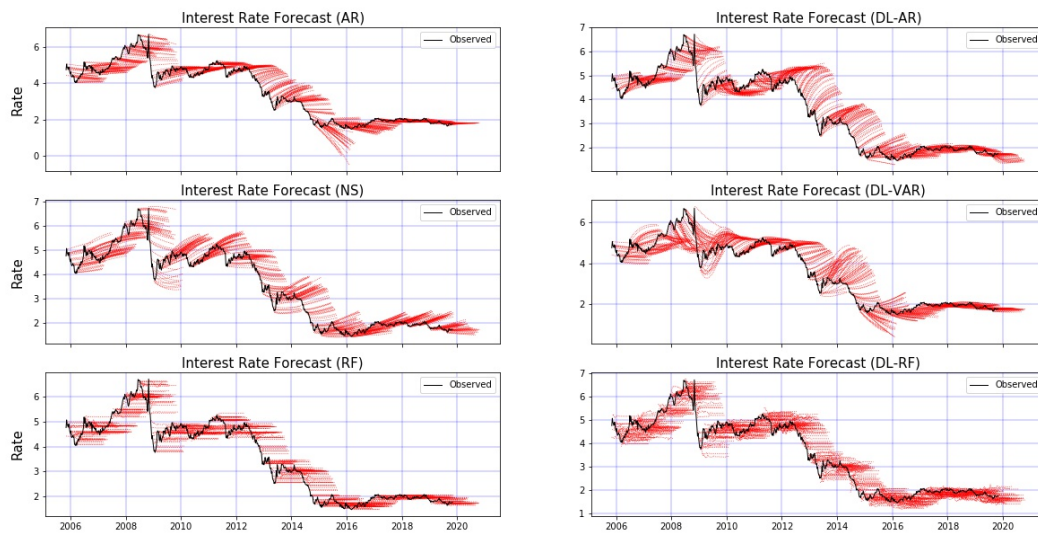 Interest Rate Forecast (AR)
Rate
6
4
2
0
Observed
Interest Rate Forecast (DL-AR)
7
6
5
4
3
2
Observed
Interest Rate Forecast (NS)
Rate
7
6
5
4
3
2
Observed
Interest Rate Forecast (DL-VAR)
6
4
2
Observed
Interest Rate Forecast (RF)
Rate
6
5
4
3
2
Observed
2006 2008 2010 2012 2014 2016 2018 2020
Interest Rate Forecast (DL-RF)
7
6
5
4
3
2
1
Observed
2006 2008 2010 2012 2014 2016 2018 2020